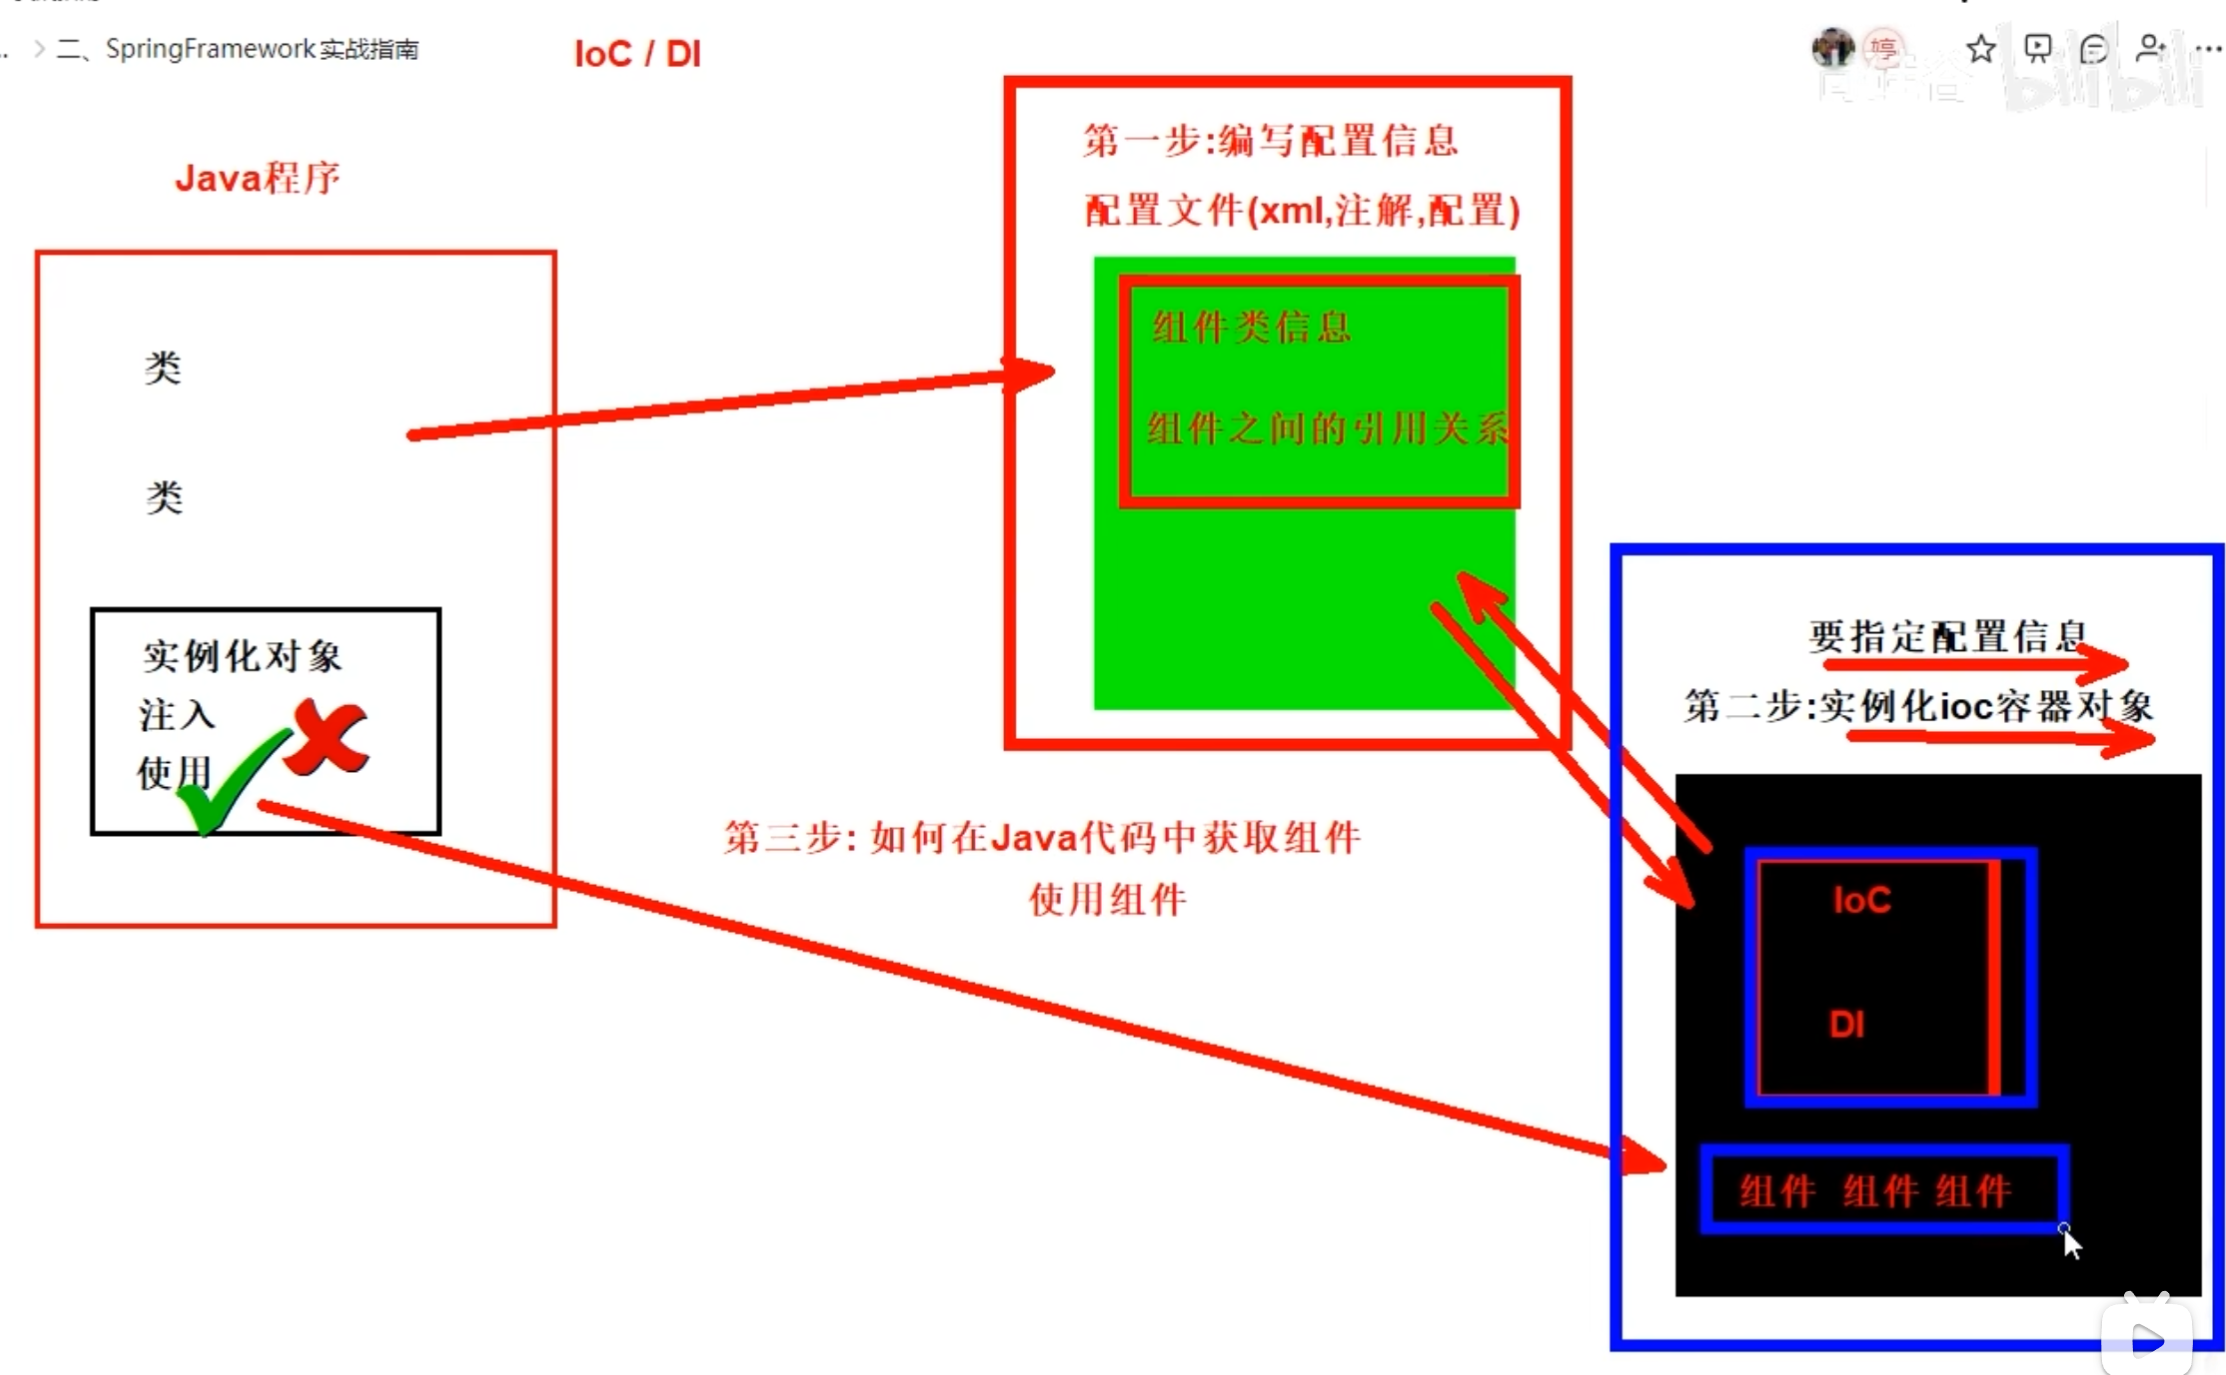 二、SpringFramework实战指南
IoC / DI
婷
bilibili
Java程序
类
类
实例化对象
注入
使用
第一步:编写配置信息
配置文件(xml,注解,配置)
组件类信息
组件之间的引用关系
第三步: 如何在Java代码中获取组件
使用组件
要指定配置信息
第二步:实例化ioc容器对象
IoC
DI
组件 组件 组件